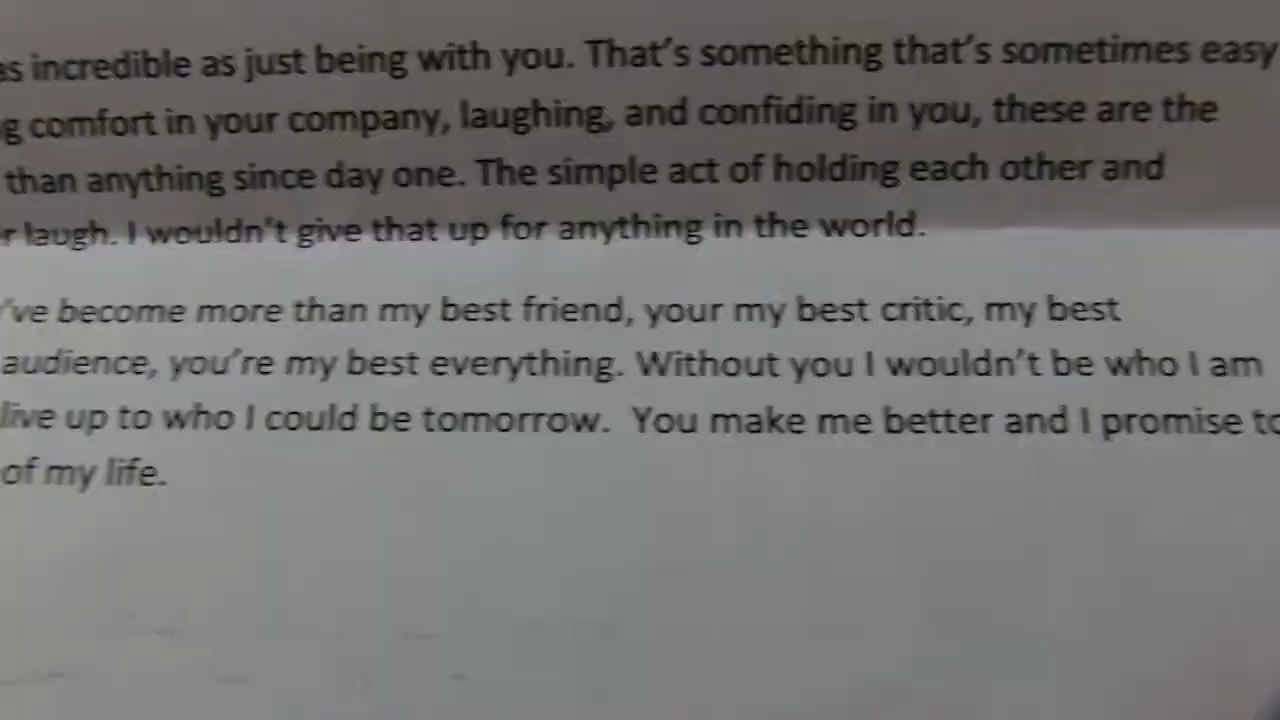 as incredible as just being with you. That's something that's sometimes easy
g comfort in your company, laughing, and confiding in you, these are the
than anything since day one. The simple act of holding each other and
r laugh. I wouldn't give that up for anything in the world.
've become more than my best friend, your my best critic, my best
audience, you're my best everything. Without you I wouldn't be who I am
live up to who I could be tomorrow. You make me better and I promise to
of my life.